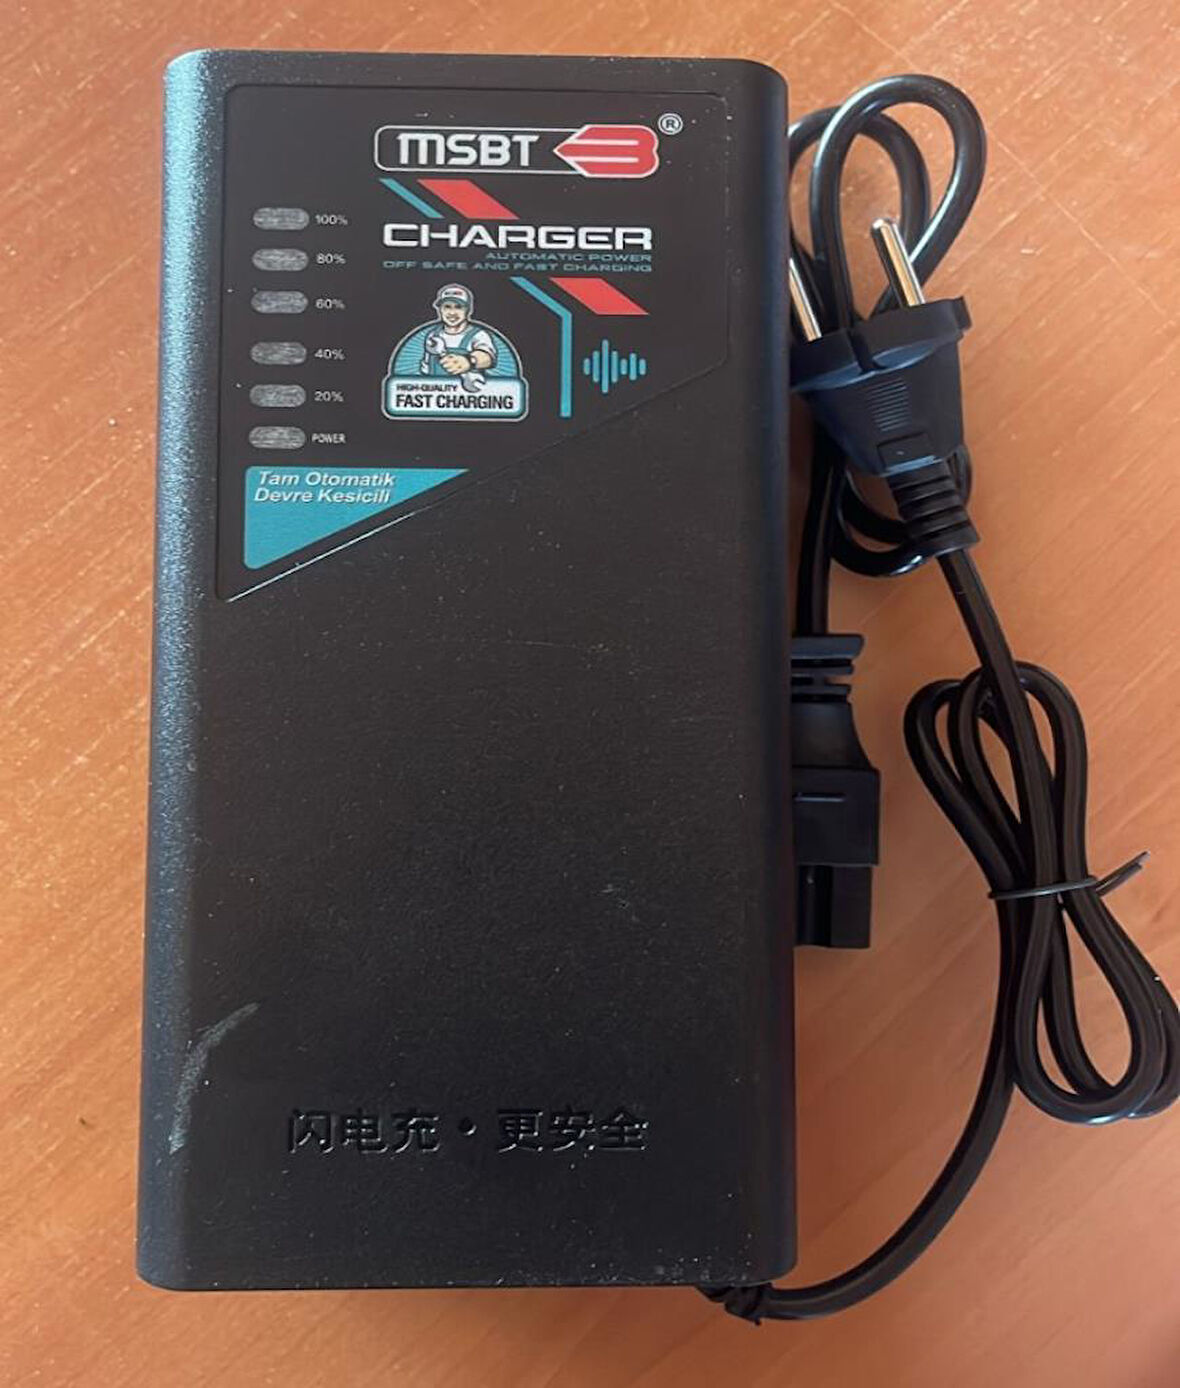 MSBT
®
CHARGER
AUTOMATIC POWER
OFF SAFE AND FAST CHARGING
100%
80%
60%
40%
20%
POWER
HIGH-QUALITY
FAST CHARGING
Tam Otomatik
Devre Kesicili
闪电充·更安全